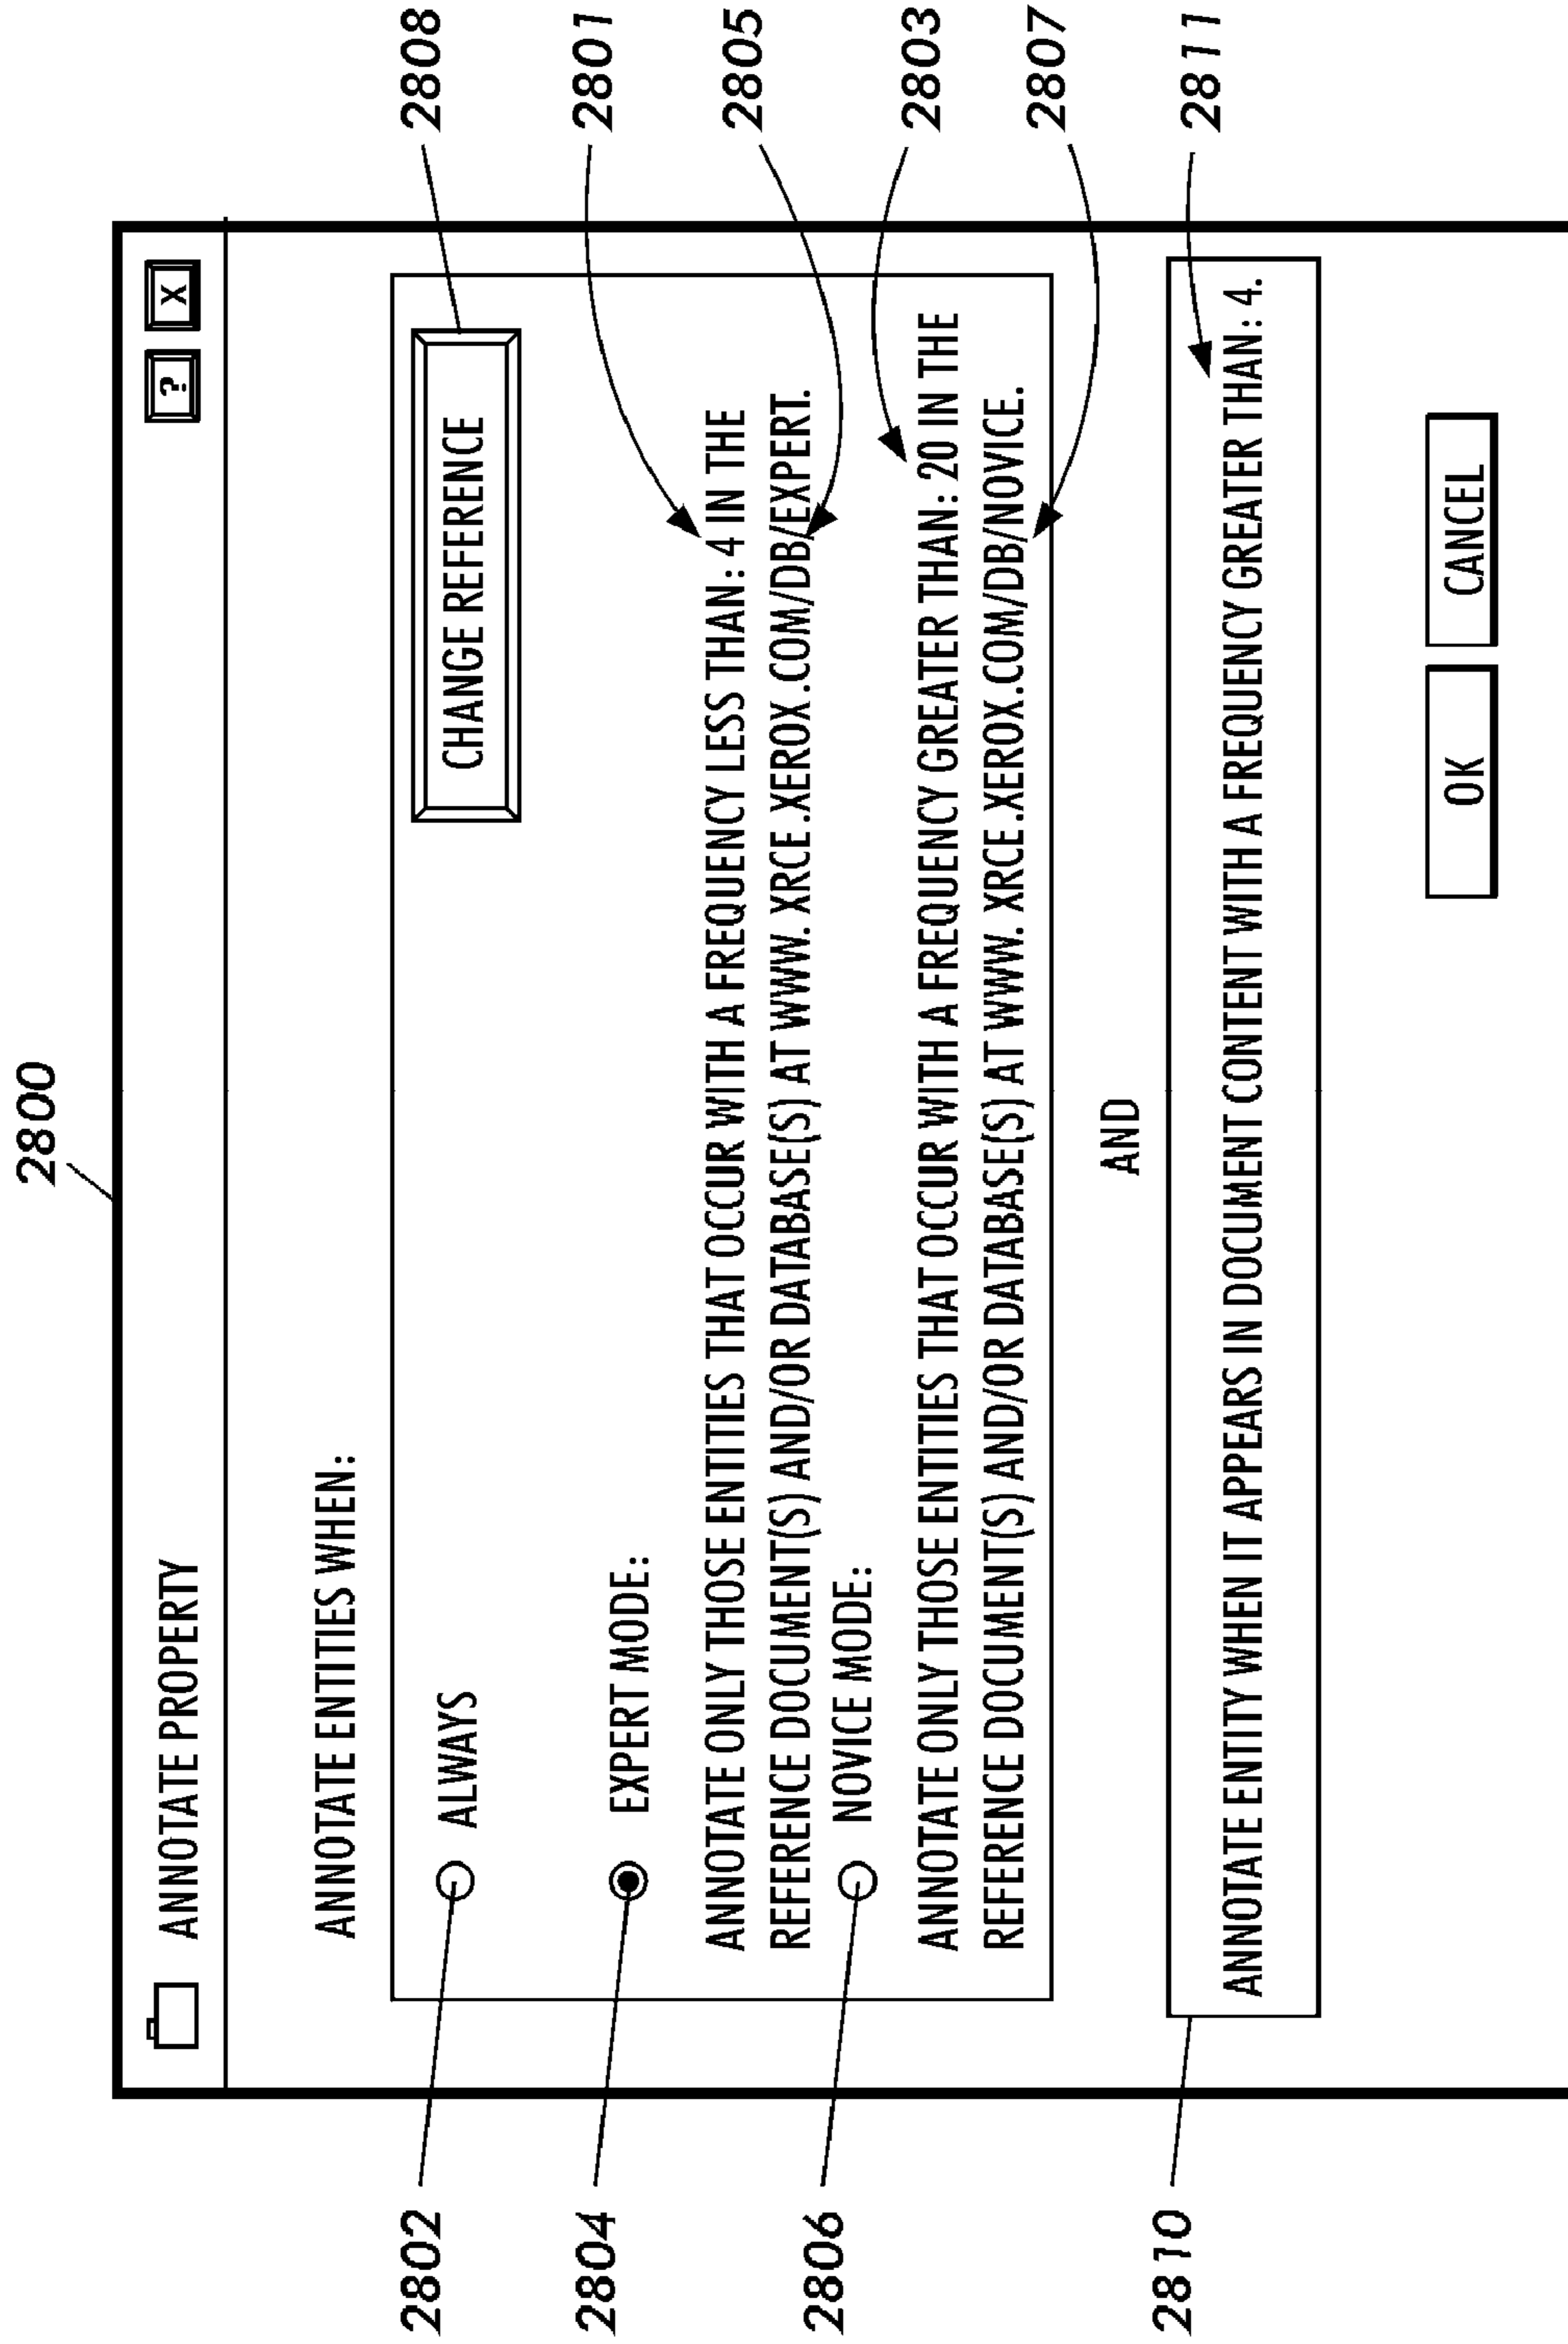 2800
ANNOTATE PROPERTY
?
X
ANNOTATE ENTITIES WHEN:
2802
ALWAYS
CHANGE REFERENCE
2808
2804
EXPERT MODE:
2801
ANNOTATE ONLY THOSE ENTITIES THAT OCCUR WITH A FREQUENCY LESS THAN: 4 IN THE
REFERENCE DOCUMENT(S) AND/OR DATABASE(S) AT WWW. XRCE.XEROX.COM/DB/EXPERT.
2805
2806
NOVICE MODE:
2803
ANNOTATE ONLY THOSE ENTITIES THAT OCCUR WITH A FREQUENCY GREATER THAN: 20 IN THE
REFERENCE DOCUMENT(S) AND/OR DATABASE(S) AT WWW. XRCE.XEROX.COM/DB/NOVICE.
2807
AND
2810
ANNOTATE ENTITY WHEN IT APPEARS IN DOCUMENT CONTENT WITH A FREQUENCY GREATER THAN: 4.
2811
OK
CANCEL